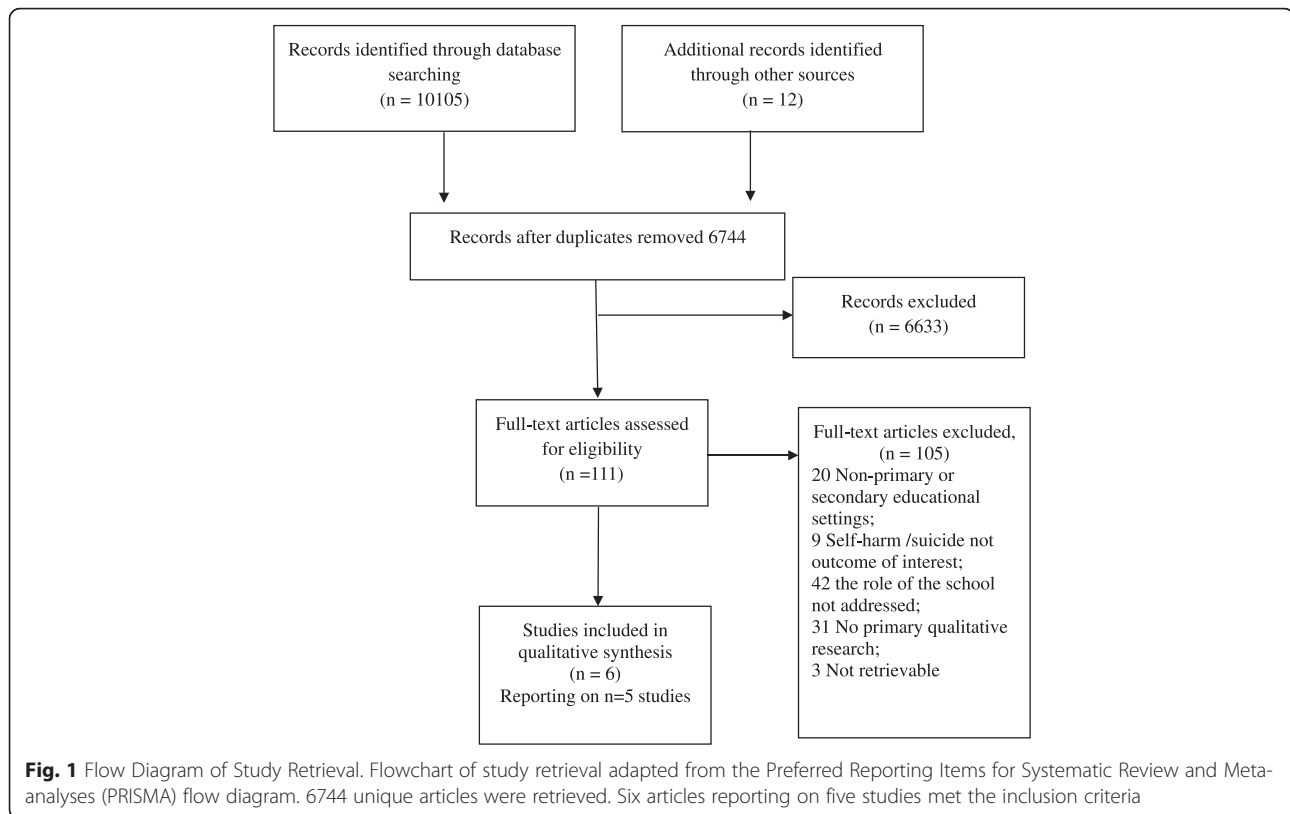 Records identified through database
searching
(n = 10105)
Additional records identified
through other sources
(n = 12)
Records after duplicates removed 6744
Records excluded
(n = 6633)
Full-text articles assessed
for eligibility
(n =111)
Full-text articles excluded,
(n = 105)
20 Non-primary or
secondary educational
settings;
9 Self-harm /suicide not
outcome of interest;
42 the role of the school
not addressed;
31 No primary qualitative
research;
3 Not retrievable
Studies included in
qualitative synthesis
(n = 6)
Reporting on n=5 studies
Fig. 1 Flow Diagram of Study Retrieval. Flowchart of study retrieval adapted from the Preferred Reporting Items for Systematic Review and Meta-
analyses (PRISMA) flow diagram. 6744 unique articles were retrieved. Six articles reporting on five studies met the inclusion criteria